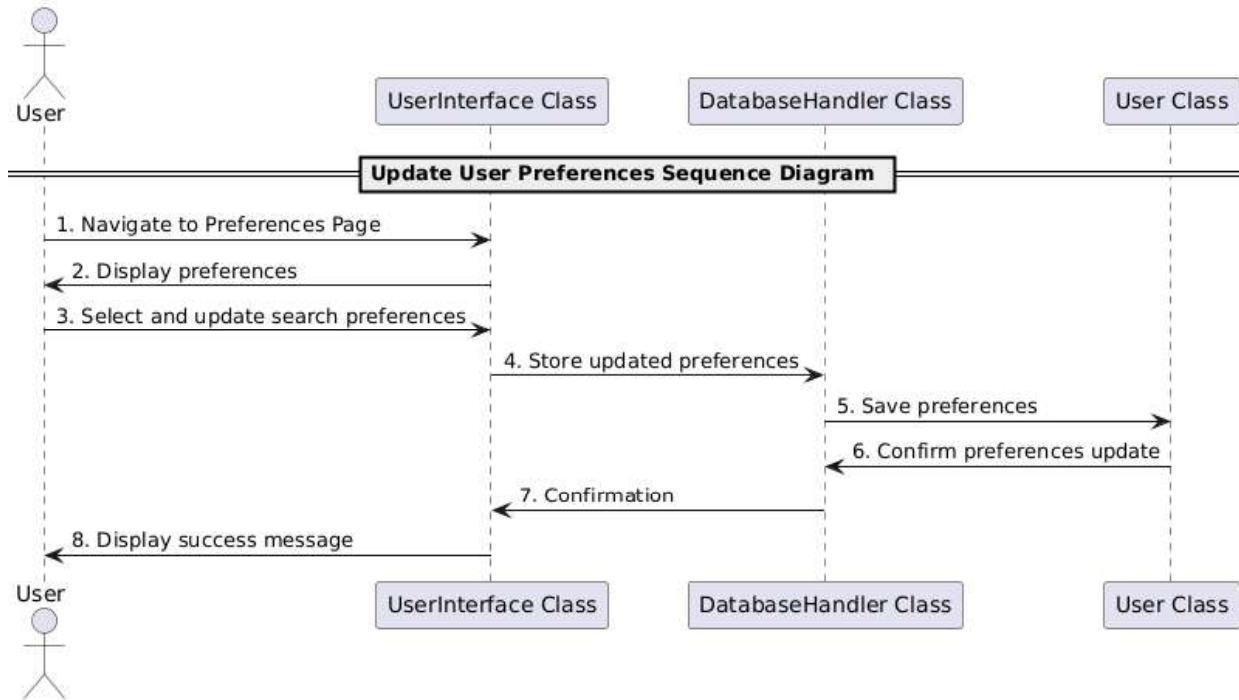 User
UserInterface Class
DatabaseHandler Class
User Class
Update User Preferences Sequence Diagram
1. Navigate to Preferences Page
2. Display preferences
3. Select and update search preferences
4. Store updated preferences
5. Save preferences
6. Confirm preferences update
7. Confirmation
8. Display success message
User
UserInterface Class
DatabaseHandler Class
User Class